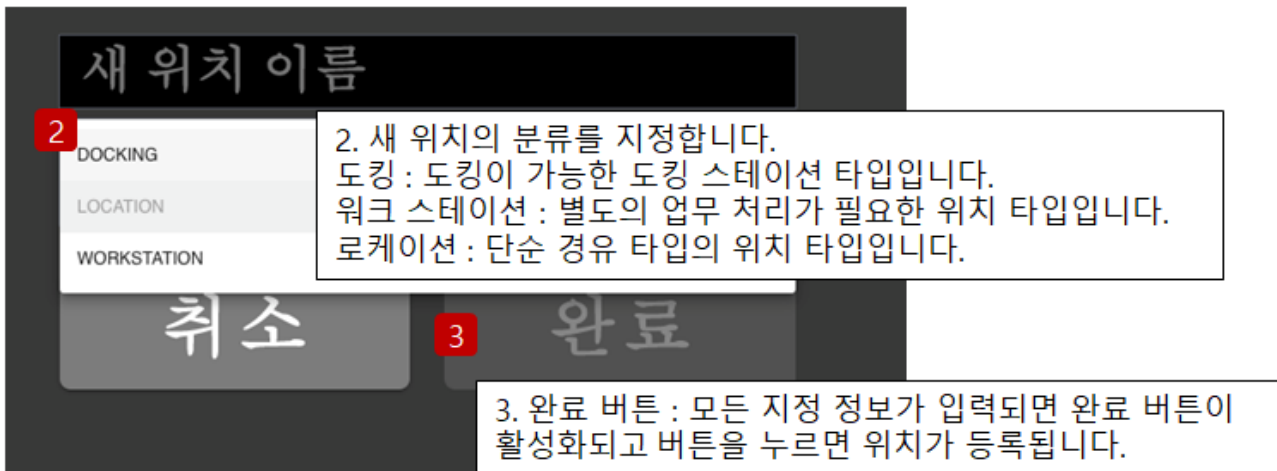 새 위치 이름
2
DOCKING
LOCATION
WORKSTATION
2. 새 위치의 분류를 지정합니다.
도킹 : 도킹이 가능한 도킹 스테이션 타입입니다.
워크 스테이션 : 별도의 업무 처리가 필요한 위치 타입입니다.
로케이션 : 단순 경유 타입의 위치 타입입니다.
취소
3
완료
3. 완료 버튼 : 모든 지정 정보가 입력되면 완료 버튼이
활성화되고 버튼을 누르면 위치가 등록됩니다.